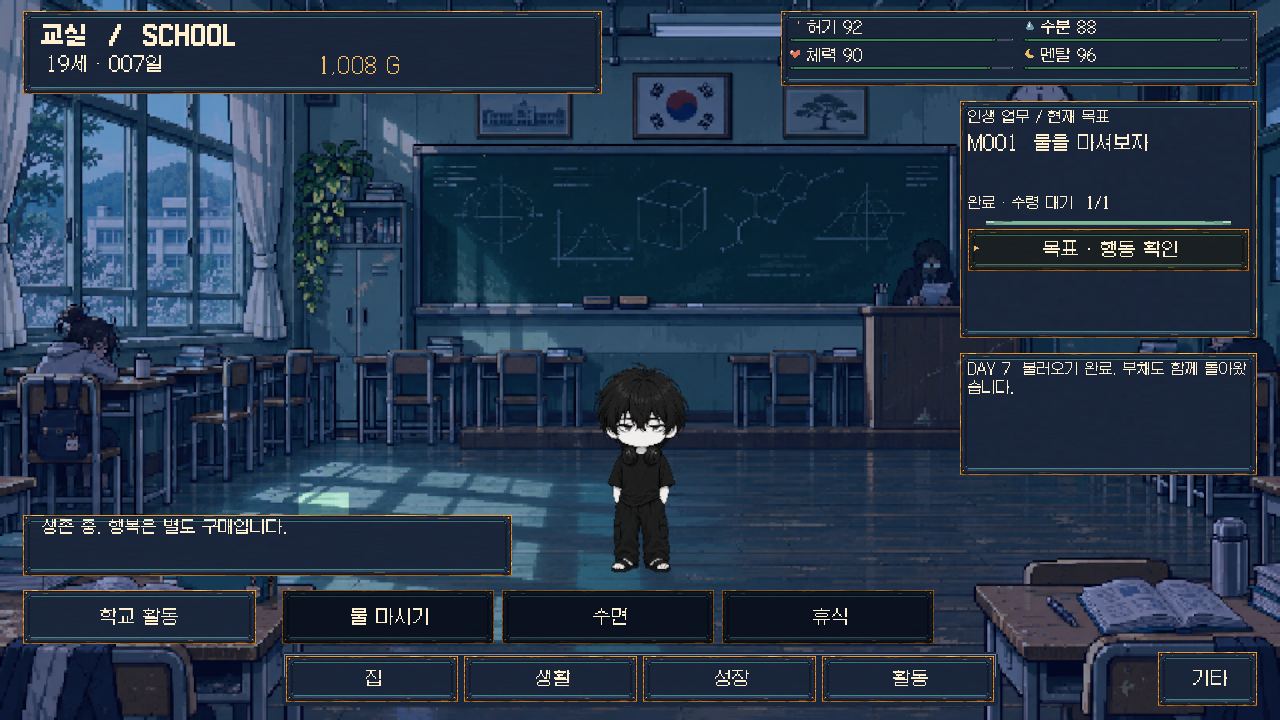 교실 / SCHOOL
19세 · 007일
1,008 G
허기 92
수분 88
체력 90
멘탈 96
인생 업무 / 현재 목표
M001 물을 마셔보자
완료 · 수령 대기 1/1
목표 · 행동 확인
DAY 7 불러오기 완료. 부채도 함께 돌아왔
습니다.
생존 중. 행복은 별도 구매입니다.
학교 활동
물 마시기
수면
휴식
집
생활
성장
활동
기타